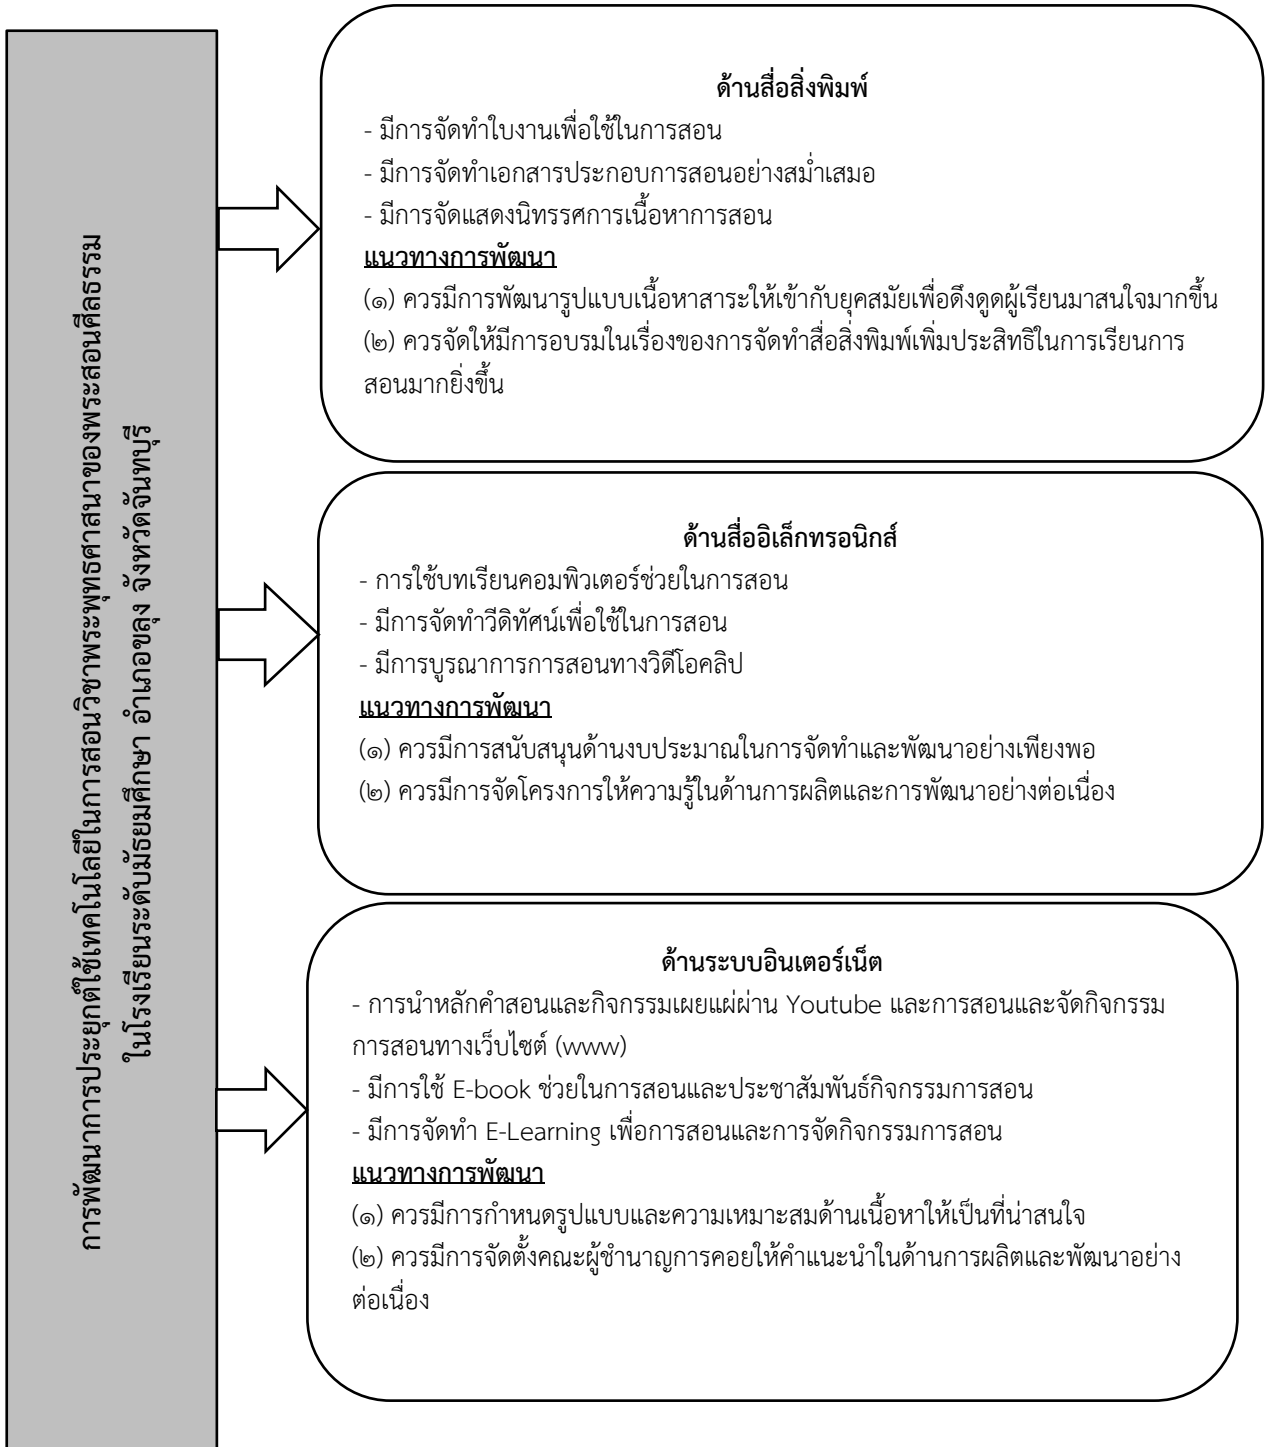 การพัฒนาการประยุกต์ใช้เทคโนโลยีในการสอนวิชาพระพุทธศาสนาของพระสอนศีลธรรม
ในโรงเรียนระดับมัธยมศึกษา อำเภอขลุง จังหวัดจันทบุรี
ด้านสื่อสิ่งพิมพ์
- มีการจัดทำใบงานเพื่อใช้ในการสอน
- มีการจัดทำเอกสารประกอบการสอนอย่างสม่ำเสมอ
- มีการจัดแสดงนิทรรศการเนื้อหาการสอน
แนวทางการพัฒนา
(๑) ควรมีการพัฒนารูปแบบเนื้อหาสาระให้เข้ากับยุคสมัยเพื่อดึงดูดผู้เรียนมาสนใจมากขึ้น
(๒) ควรจัดให้มีการอบรมในเรื่องของการจัดทำสื่อสิ่งพิมพ์เพิ่มประสิทธิในการเรียนการ
สอนมากยิ่งขึ้น
ด้านสื่ออิเล็กทรอนิกส์
- การใช้บทเรียนคอมพิวเตอร์ช่วยในการสอน
- มีการจัดทำวีดิทัศน์เพื่อใช้ในการสอน
- มีการบูรณาการการสอนทางวิดีโอคลิป
แนวทางการพัฒนา
(๑) ควรมีการสนับสนุนด้านงบประมาณในการจัดทำและพัฒนาอย่างเพียงพอ
(๒) ควรมีการจัดโครงการให้ความรู้ในด้านการผลิตและการพัฒนาอย่างต่อเนื่อง
ด้านระบบอินเตอร์เน็ต
- การนำหลักคำสอนและกิจกรรมเผยแผ่ผ่าน Youtube และการสอนและจัดกิจกรรม
การสอนทางเว็บไซต์ (www)
- มีการใช้ E-book ช่วยในการสอนและประชาสัมพันธ์กิจกรรมการสอน
- มีการจัดทำ E-Learning เพื่อการสอนและการจัดกิจกรรมการสอน
แนวทางการพัฒนา
(๑) ควรมีการกำหนดรูปแบบและความเหมาะสมด้านเนื้อหาให้เป็นที่น่าสนใจ
(๒) ควรมีการจัดตั้งคณะผู้ชำนาญการคอยให้คำแนะนำในด้านการผลิตและพัฒนาอย่าง
ต่อเนื่อง